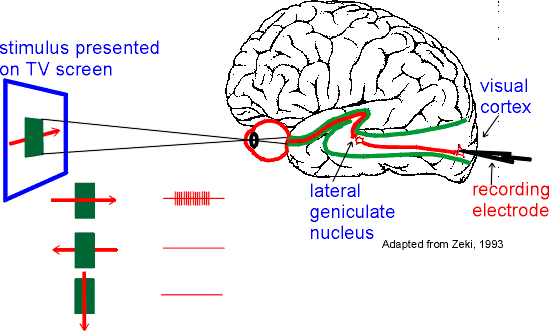 stimulus presented
on TV screen
visual
cortex
lateral
geniculate
nucleus
recording
electrode
Adapted from Zeki, 1993